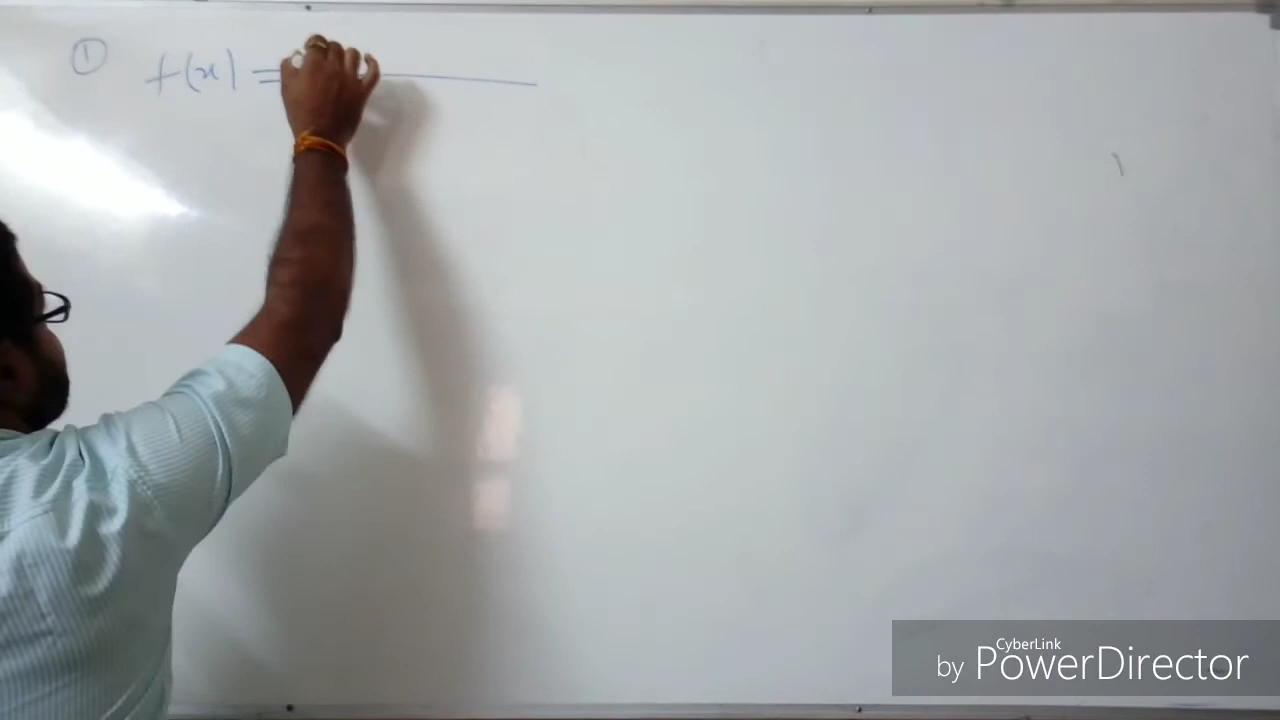 ① f(x) =
CyberLink
by PowerDirector